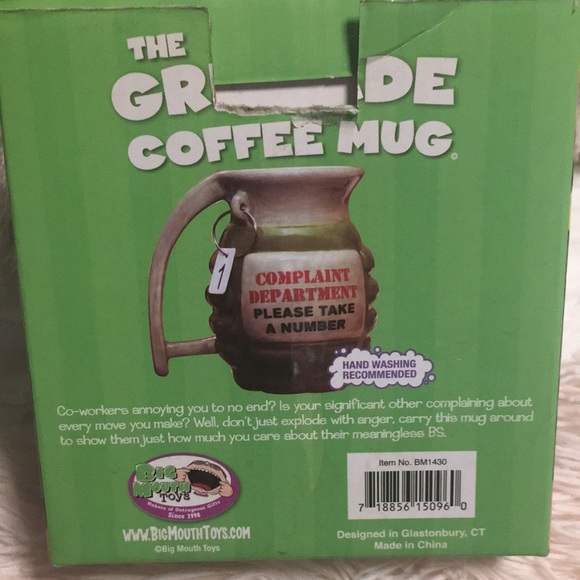 THE
COFFEE MUG©
1
COMPLAINT
DEPARTMENT
PLEASE TAKE
A NUMBER
HAND WASHING
RECOMMENDED
Co-workers annoying you to no end? Is your significant other complaining about
every move you make? Well, don't just explode with anger, carry this mug around
to show them just how much you care about their meaningless BS.
BIG
MOUTH
TOYS
Makers of Outrageous Gifts
Since 1998
WWW.BIGMOUTHTOYS.COM
©Big Mouth Toys
Item No. BM1430
7 18856 15096 0
Designed in Glastonbury, CT
Made in China